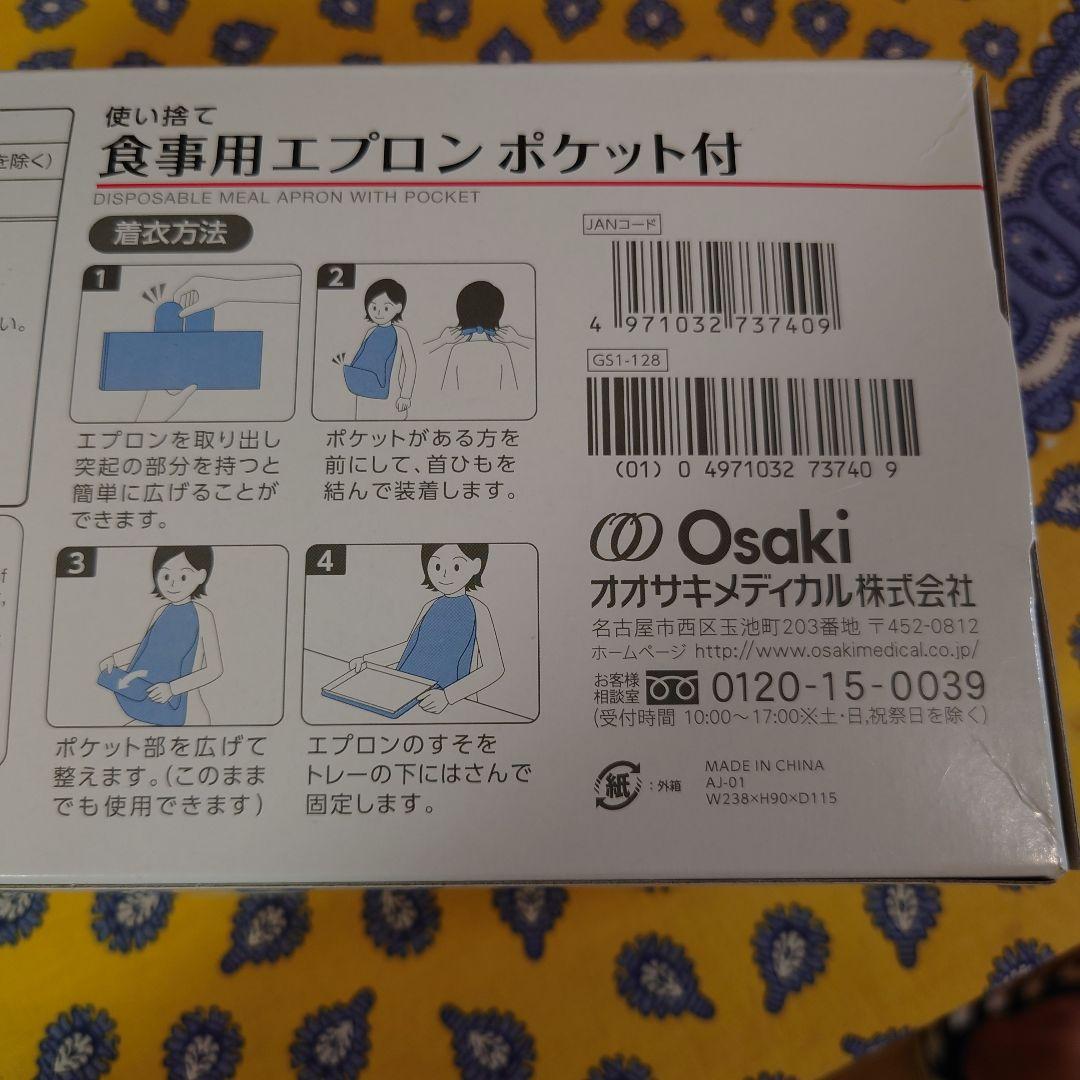 使い捨て
食事用エプロン ポケット付
DISPOSABLE MEAL APRON WITH POCKET
を除く)
い。
着衣方法
1
エプロンを取り出し
突起の部分を持つと
簡単に広げることが
できます。
2
ポケットがある方を
前にして、首ひもを
結んで装着します。
3
ポケット部を広げて
整えます。(このまま
でも使用できます)
4
エプロンのすそを
トレーの下にはさんで
固定します。
JANコード
4 971032 737409
GS1-128
(01) 0 4971032 73740 9
Osaki
オオサキメディカル株式会社
名古屋市西区玉池町203番地 〒452-0812
ホームページ http://www.osakimedical.co.jp/
お客様
相談室 0120-15-0039
(受付時間 10:00〜17:00※土・日,祝祭日を除く)
紙 :外箱
MADE IN CHINA
AJ-01
W238×H90×D115